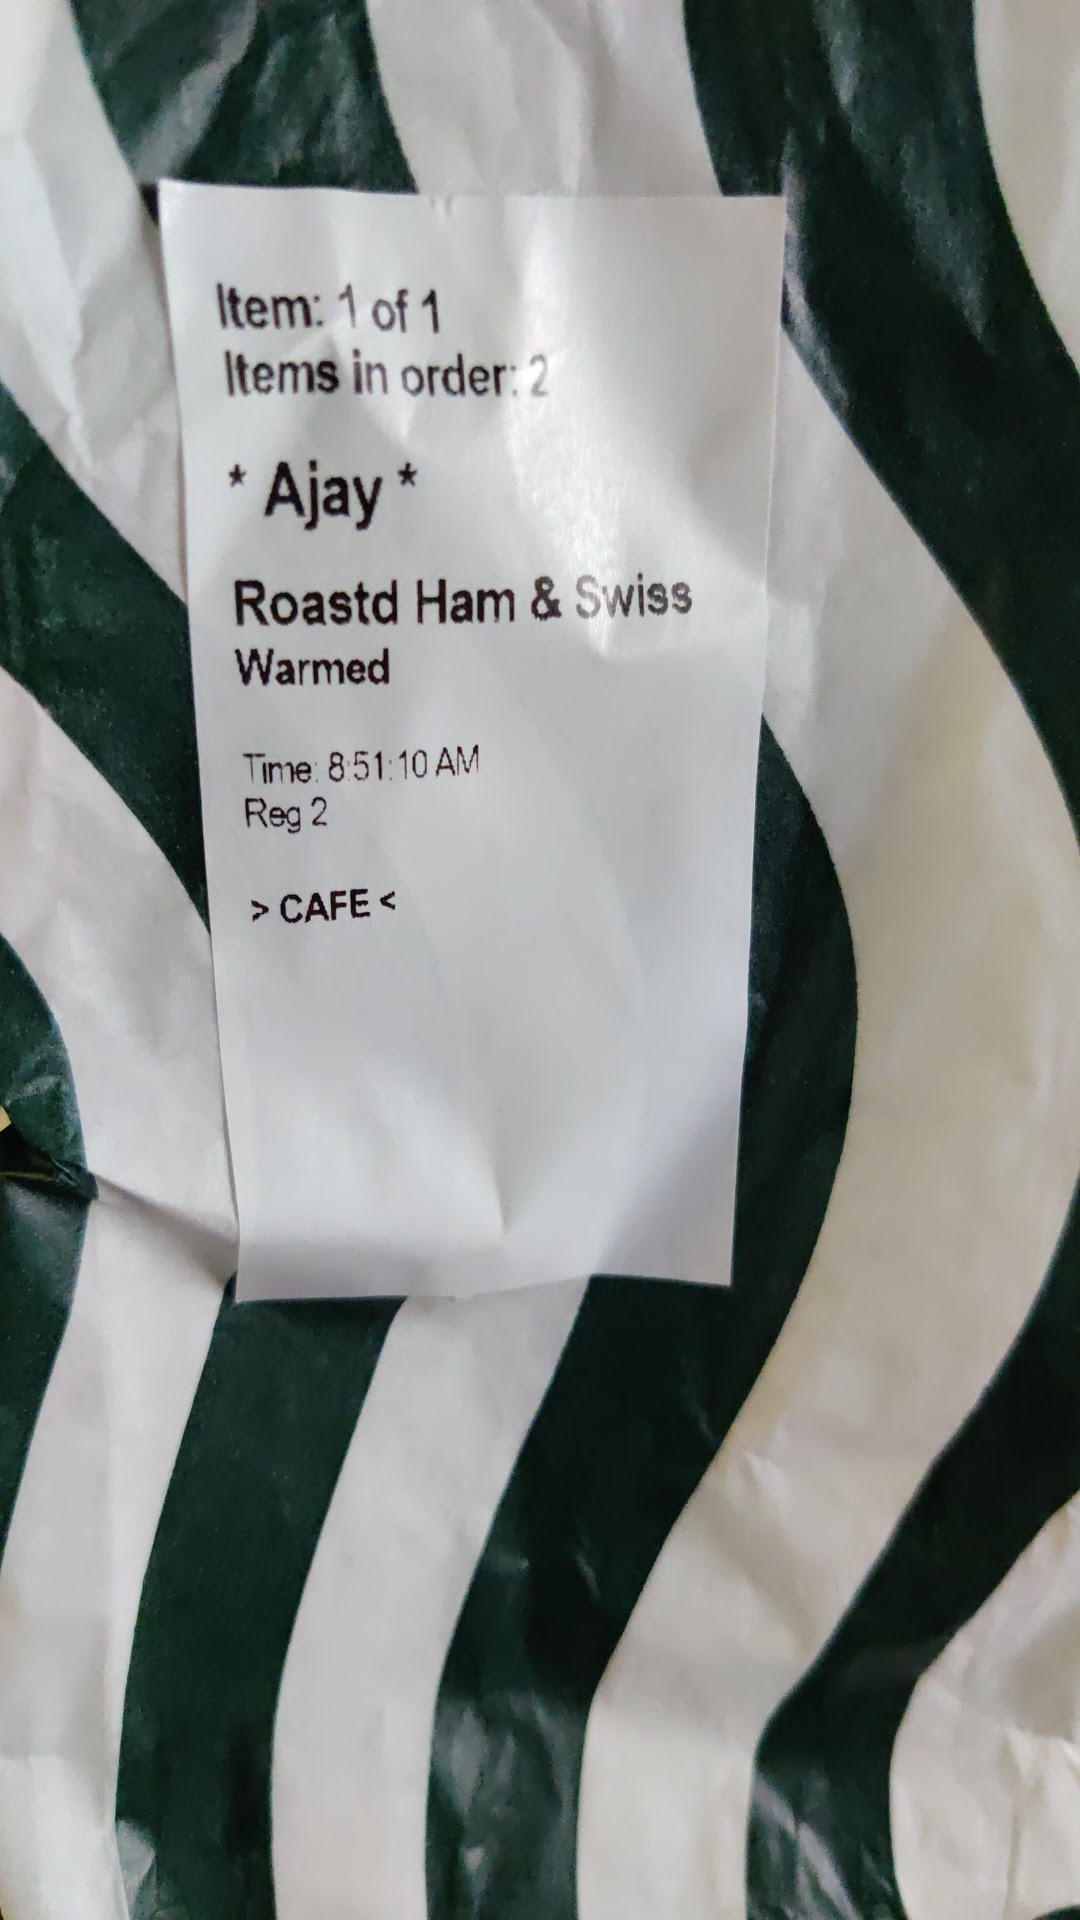 Item: 1 of 1
Items in order: 2
* Ajay *
Roastd Ham & Swiss
Warmed
Time: 8:51:10 AM
Reg 2
> CAFE <